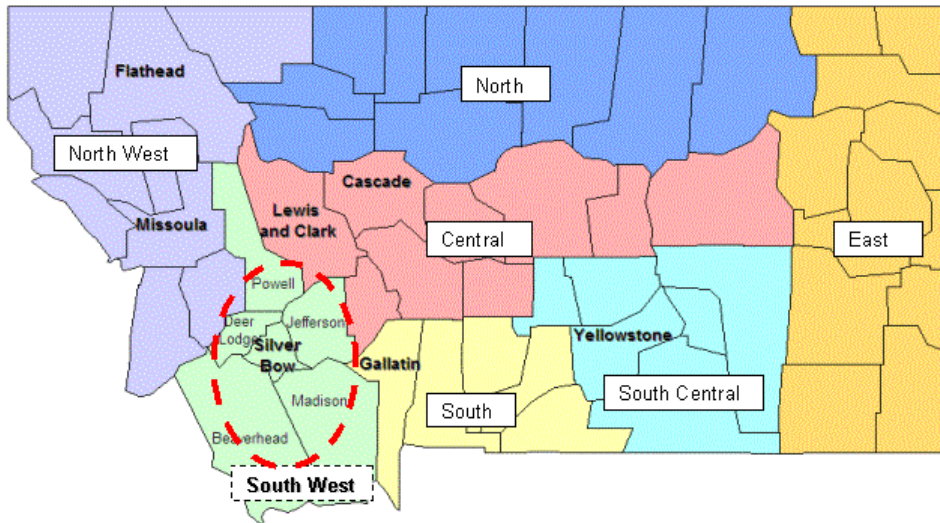 Flathead
North
North West
Cascade
Lewis
and Clark
Missoula
Central
East
Powell
Deer
Lodge
Jefferson
Silver
Bow
Gallatin
Yellowstone
South Central
Madison
South
Beaverhead
South West